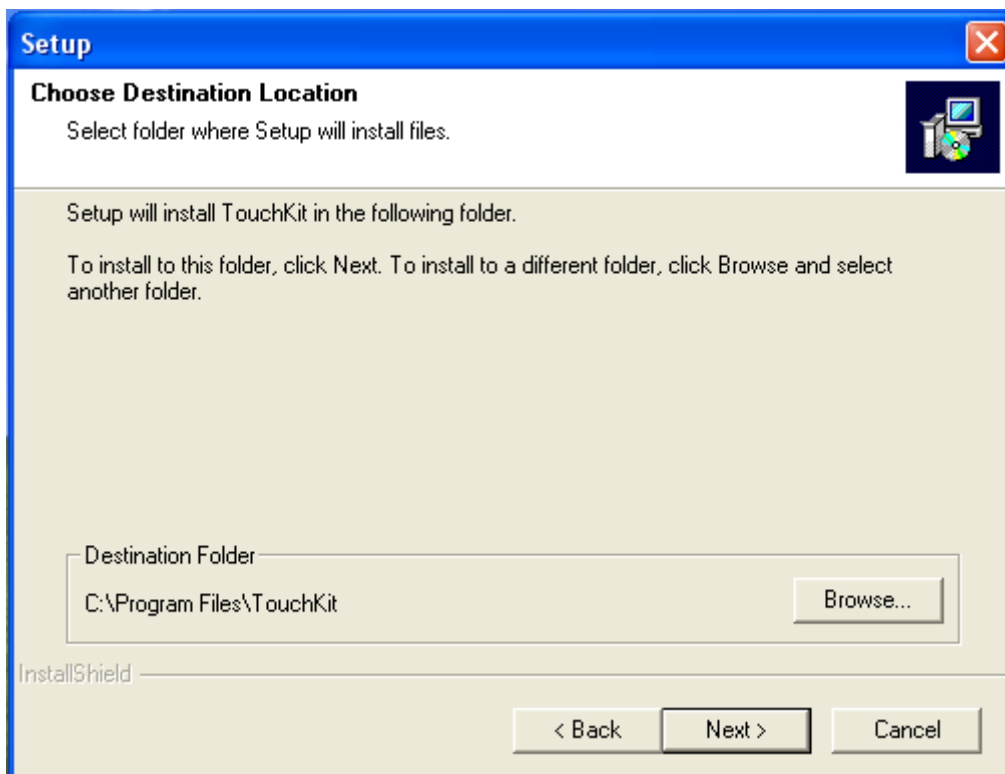 Setup
Choose Destination Location
Select folder where Setup will install files.
Setup will install TouchKit in the following folder.
To install to this folder, click Next. To install to a different folder, click Browse and select
another folder.
Destination Folder
C:\Program Files\TouchKit
Browse...
InstallShield
< Back
Next >
Cancel